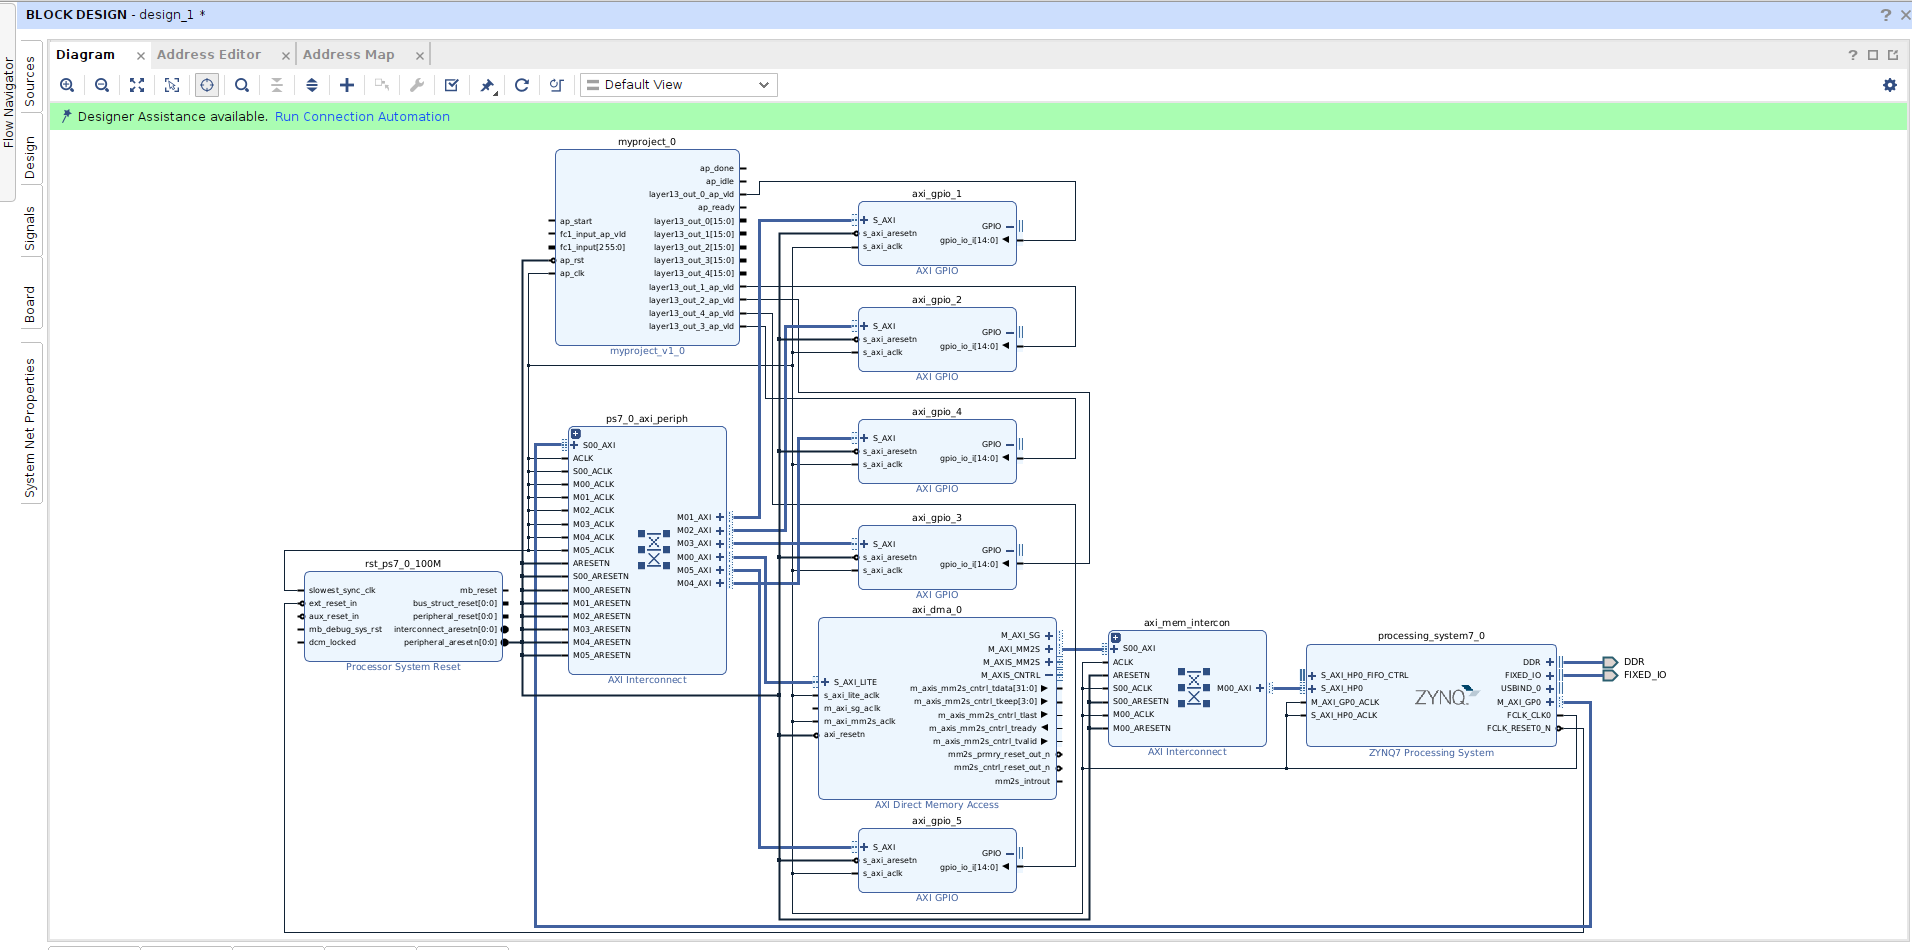 BLOCK DESIGN - design_1 *
Flow Navigator
Sources
Design
Signals
Board
System Net Properties
Diagram
Address Editor
Address Map
Default View
Designer Assistance available. Run Connection Automation
myproject_0
ap_done
ap_idle
layer13_out_0_ap_vld
ap_ready
ap_start
layer13_out_0[15:0]
fc1_input_ap_vld
layer13_out_1[15:0]
fc1_input[255:0]
layer13_out_2[15:0]
ap_rst
layer13_out_3[15:0]
ap_clk
layer13_out_4[15:0]
layer13_out_1_ap_vld
layer13_out_2_ap_vld
layer13_out_4_ap_vld
layer13_out_3_ap_vld
myproject_v1_0
axi_gpio_1
S_AXI
s_axi_aresetn
s_axi_aclk
GPIO
gpio_io_i[14:0]
AXI GPIO
axi_gpio_2
S_AXI
s_axi_aresetn
s_axi_aclk
GPIO
gpio_io_i[14:0]
AXI GPIO
axi_gpio_4
S_AXI
s_axi_aresetn
s_axi_aclk
GPIO
gpio_io_i[14:0]
AXI GPIO
axi_gpio_3
S_AXI
s_axi_aresetn
s_axi_aclk
GPIO
gpio_io_i[14:0]
AXI GPIO
ps7_0_axi_periph
S00_AXI
ACLK
S00_ACLK
M00_ACLK
M01_ACLK
M02_ACLK
M03_ACLK
M04_ACLK
M05_ACLK
ARESETN
S00_ARESETN
M00_ARESETN
M01_ARESETN
M02_ARESETN
M03_ARESETN
M04_ARESETN
M05_ARESETN
M01_AXI
M02_AXI
M03_AXI
M00_AXI
M05_AXI
M04_AXI
AXI Interconnect
rst_ps7_0_100M
slowest_sync_clk
ext_reset_in
aux_reset_in
mb_debug_sys_rst
dcm_locked
mb_reset
bus_struct_reset[0:0]
peripheral_reset[0:0]
interconnect_aresetn[0:0]
peripheral_aresetn[0:0]
Processor System Reset
axi_dma_0
S_AXI_LITE
s_axi_lite_aclk
m_axi_sg_aclk
m_axi_mm2s_aclk
axi_resetn
M_AXI_SG
M_AXI_MM2S
M_AXIS_MM2S
M_AXIS_CNTRL
m_axis_mm2s_cntrl_tdata[31:0]
m_axis_mm2s_cntrl_tkeep[3:0]
m_axis_mm2s_cntrl_tlast
m_axis_mm2s_cntrl_tready
m_axis_mm2s_cntrl_tvalid
mm2s_prmry_reset_out_n
mm2s_cntrl_reset_out_n
mm2s_introut
AXI Direct Memory Access
axi_gpio_5
S_AXI
s_axi_aresetn
s_axi_aclk
GPIO
gpio_io_i[14:0]
AXI GPIO
axi_mem_intercon
S00_AXI
ACLK
ARESETN
S00_ACLK
S00_ARESETN
M00_ACLK
M00_ARESETN
M00_AXI
AXI Interconnect
processing_system7_0
S_AXI_HP0_FIFO_CTRL
S_AXI_HP0
M_AXI_GP0_ACLK
S_AXI_HP0_ACLK
ZYNQ
DDR
FIXED_IO
USBIND_0
M_AXI_GP0
FCLK_CLK0
FCLK_RESET0_N
ZYNQ7 Processing System
DDR
FIXED_IO